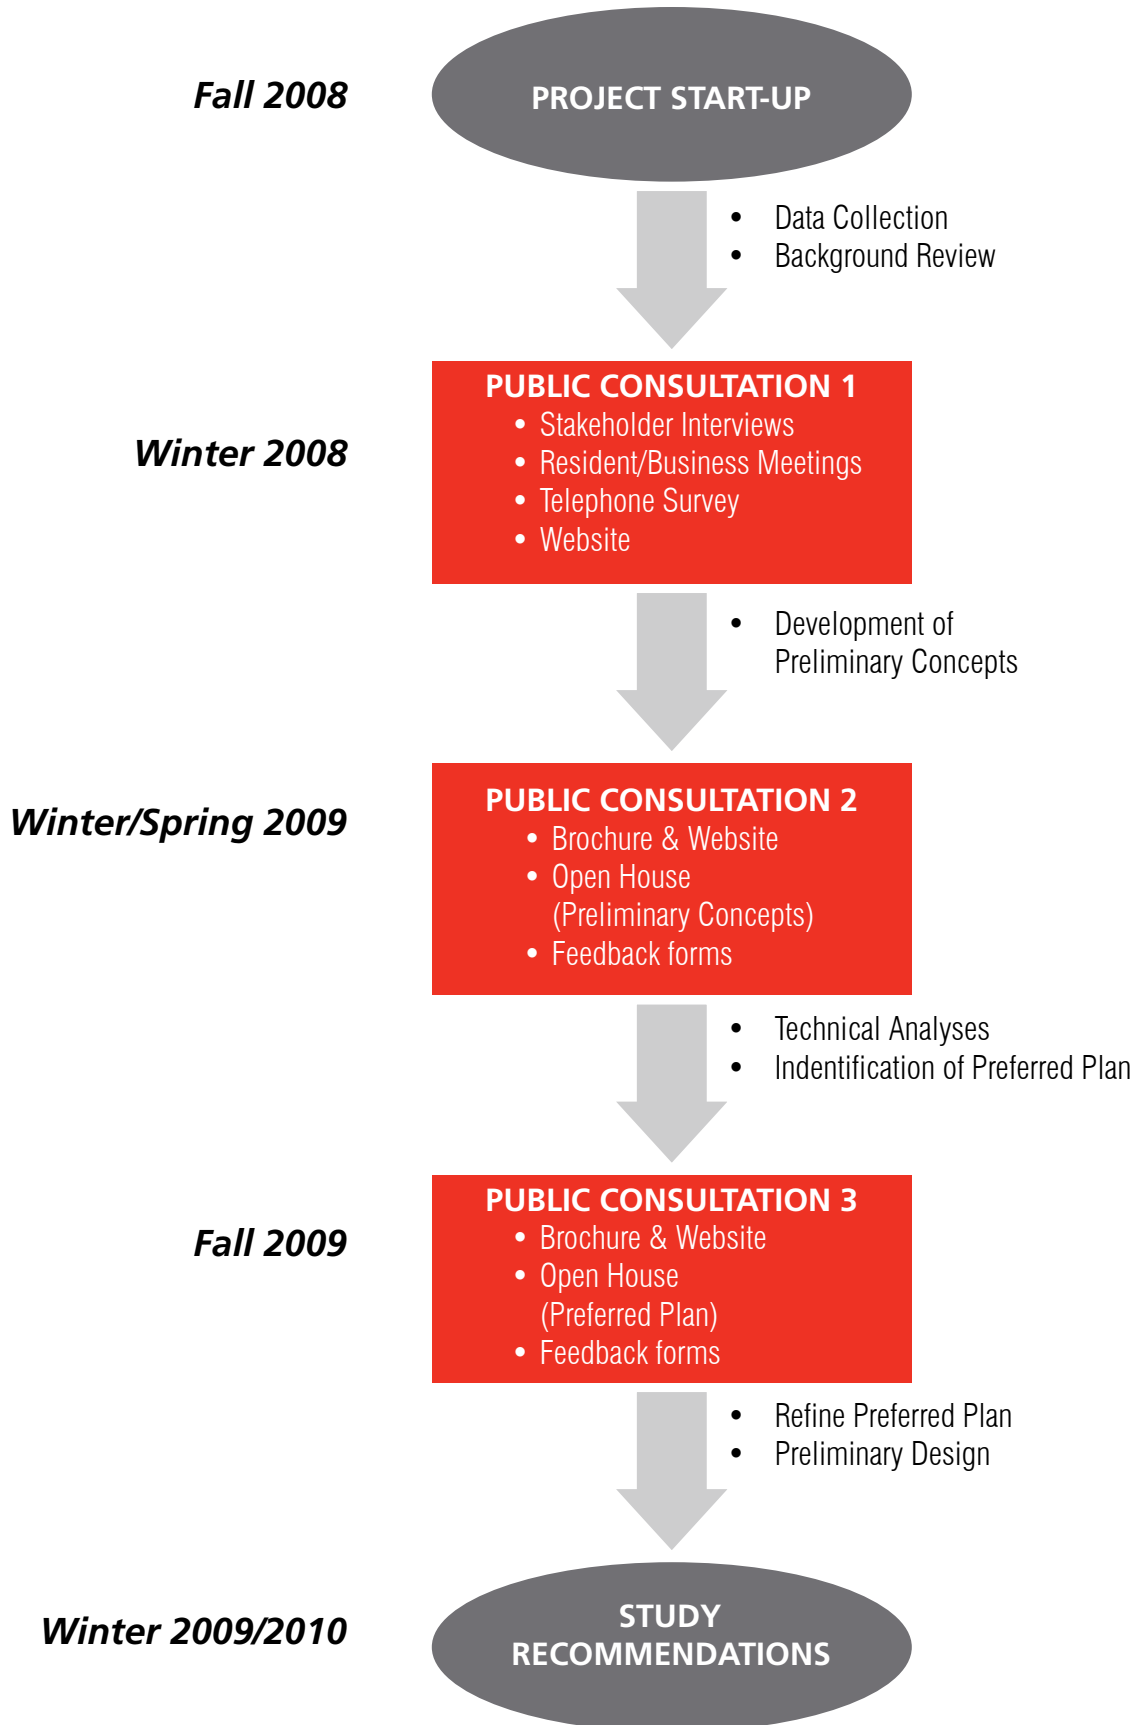 Fall 2008
PROJECT START-UP
• Data Collection
• Background Review
Winter 2008
PUBLIC CONSULTATION 1
• Stakeholder Interviews
• Resident/Business Meetings
• Telephone Survey
• Website
• Development of
Preliminary Concepts
Winter/Spring 2009
PUBLIC CONSULTATION 2
• Brochure & Website
• Open House
(Preliminary Concepts)
• Feedback forms
• Technical Analyses
• Indentification of Preferred Plan
Fall 2009
PUBLIC CONSULTATION 3
• Brochure & Website
• Open House
(Preferred Plan)
• Feedback forms
• Refine Preferred Plan
• Preliminary Design
Winter 2009/2010
STUDY
RECOMMENDATIONS